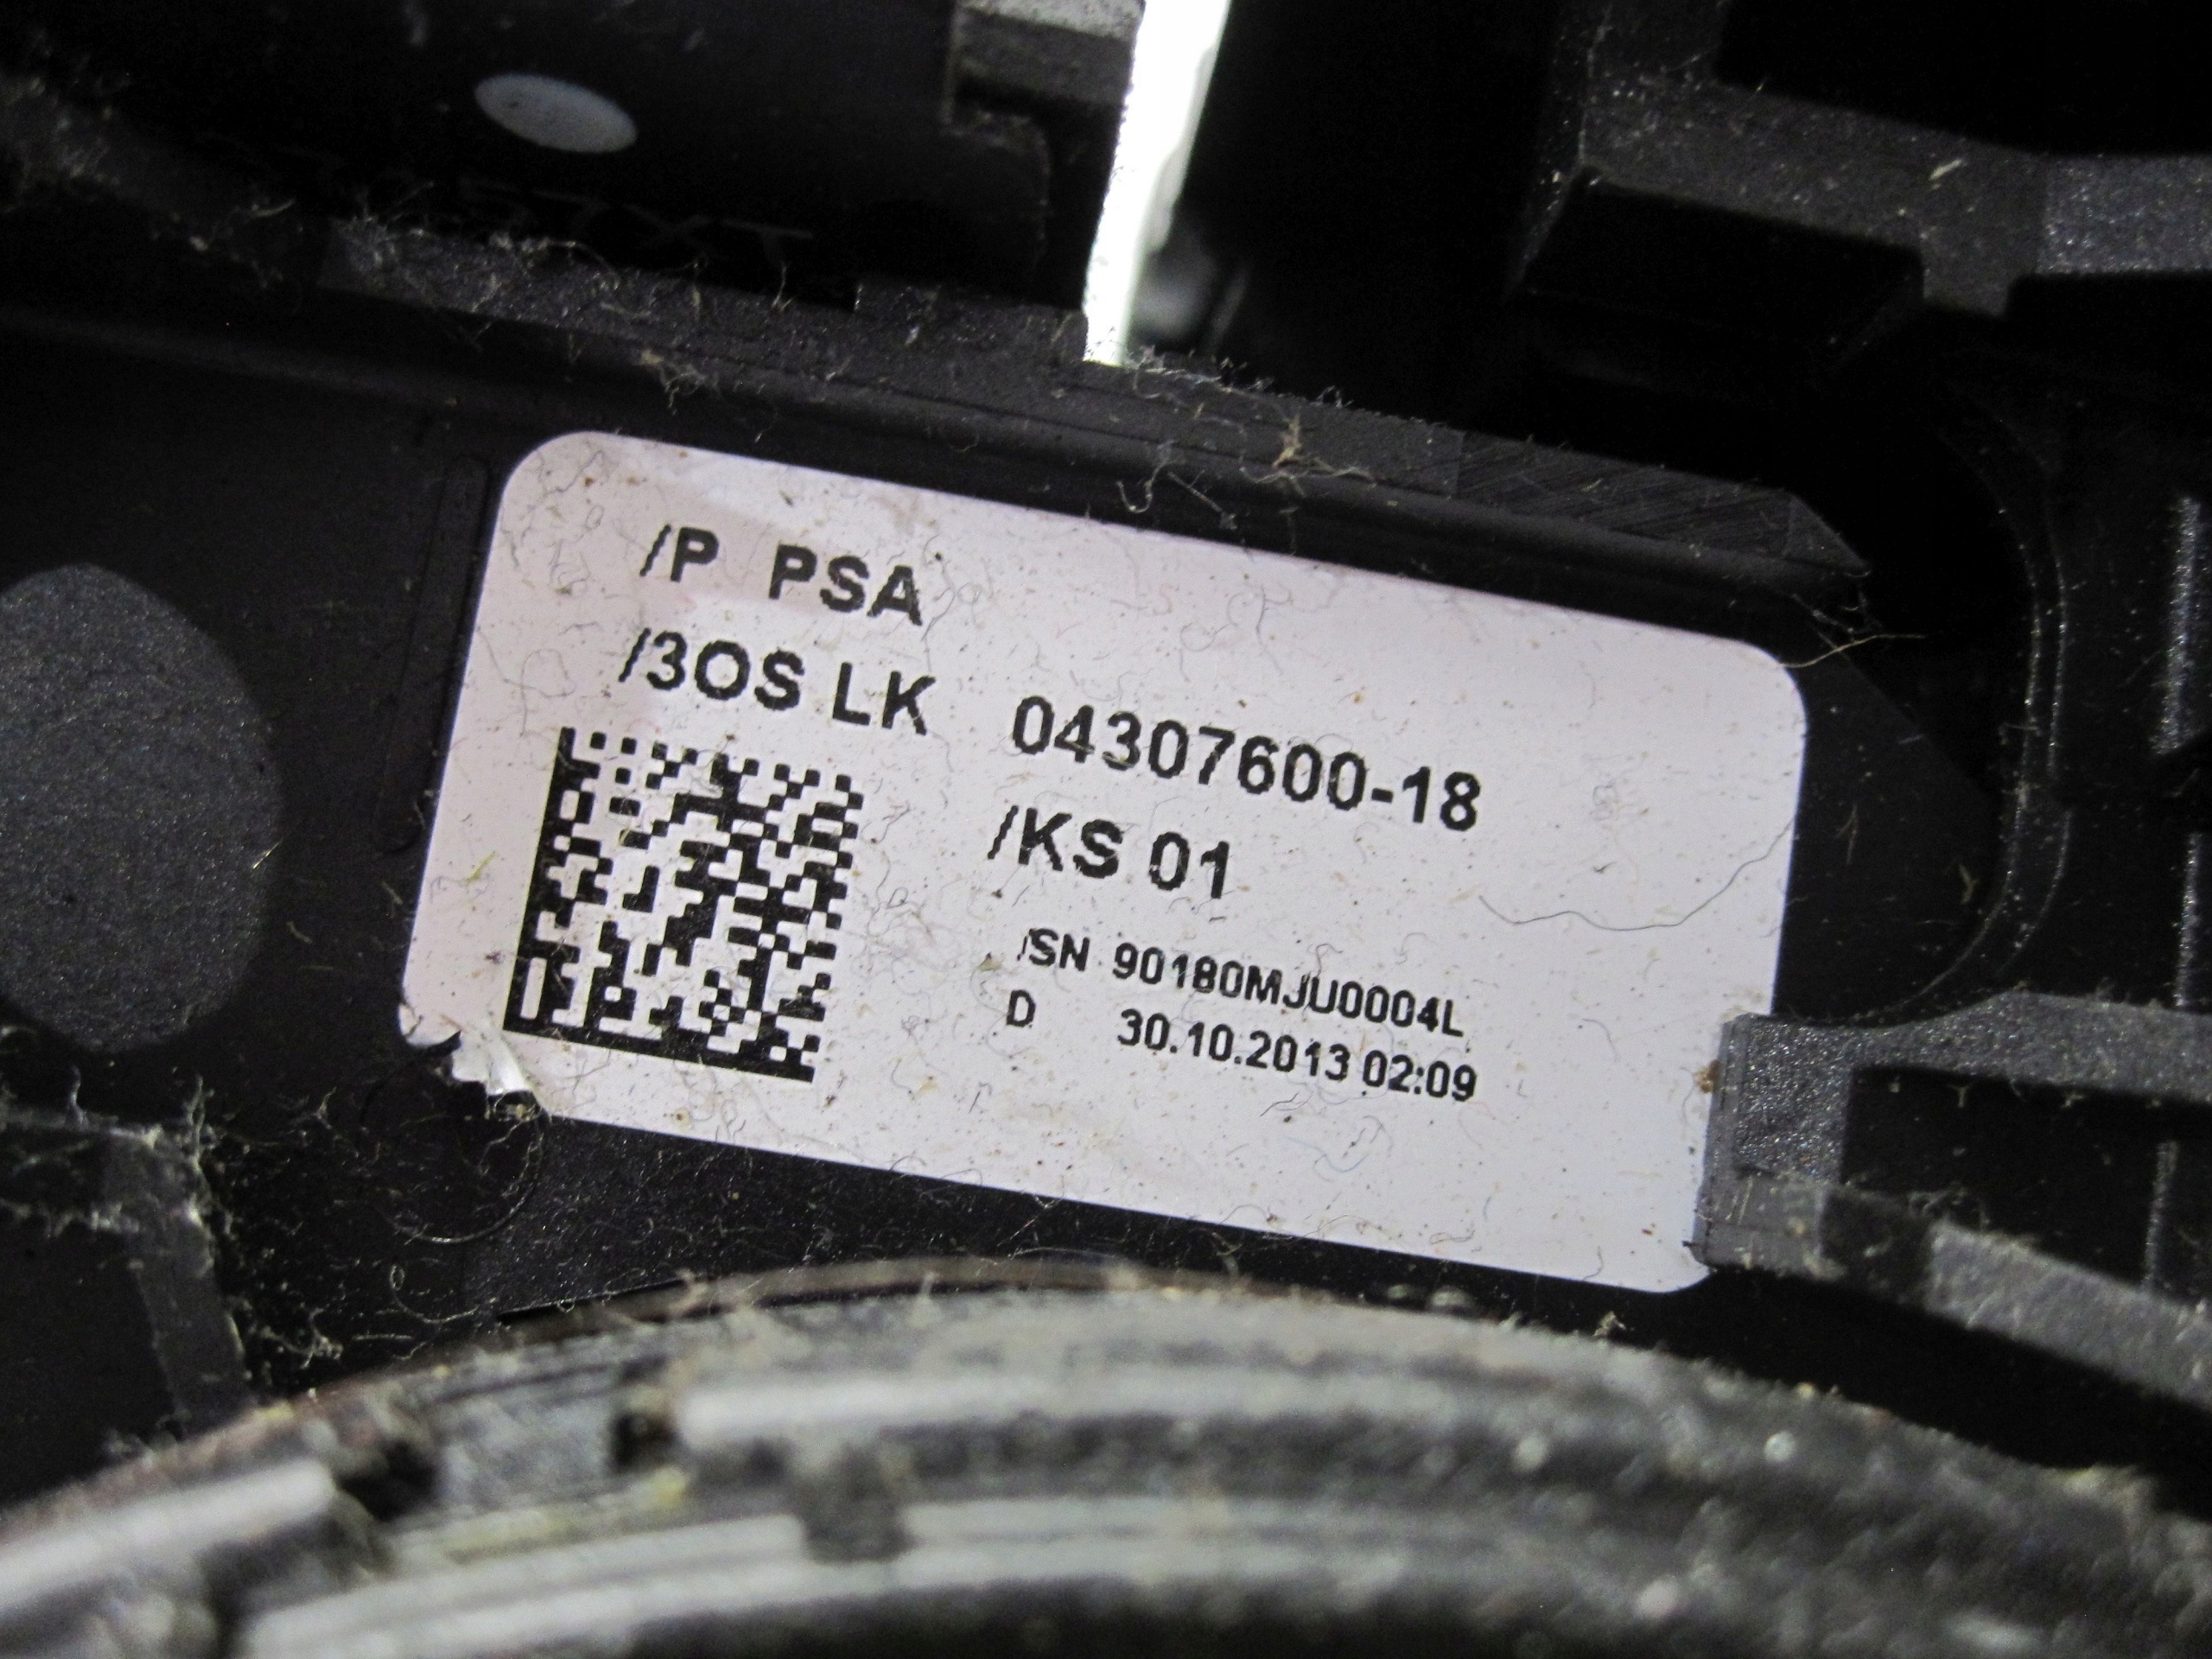 /P PSA
/3OS LK 04307600-18
/KS 01
/SN 90180MJU0004L
D 30.10.2013 02:09